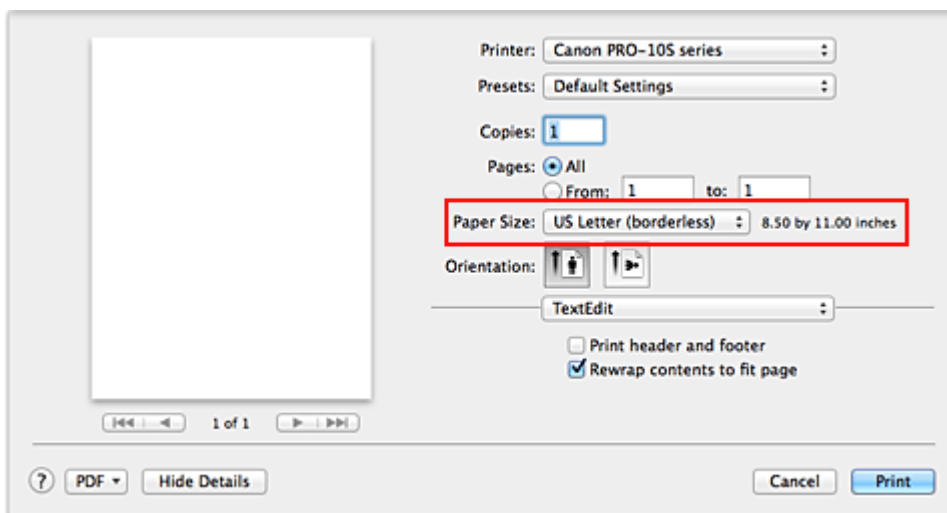 Printer: Canon PRO-10S series
Presets: Default Settings
Copies: 1
Pages: All
From: 1 to: 1
Paper Size: US Letter (borderless) 8.50 by 11.00 inches
Orientation:
TextEdit
Print header and footer
Rewrap contents to fit page
1 of 1
? PDF Hide Details Cancel Print